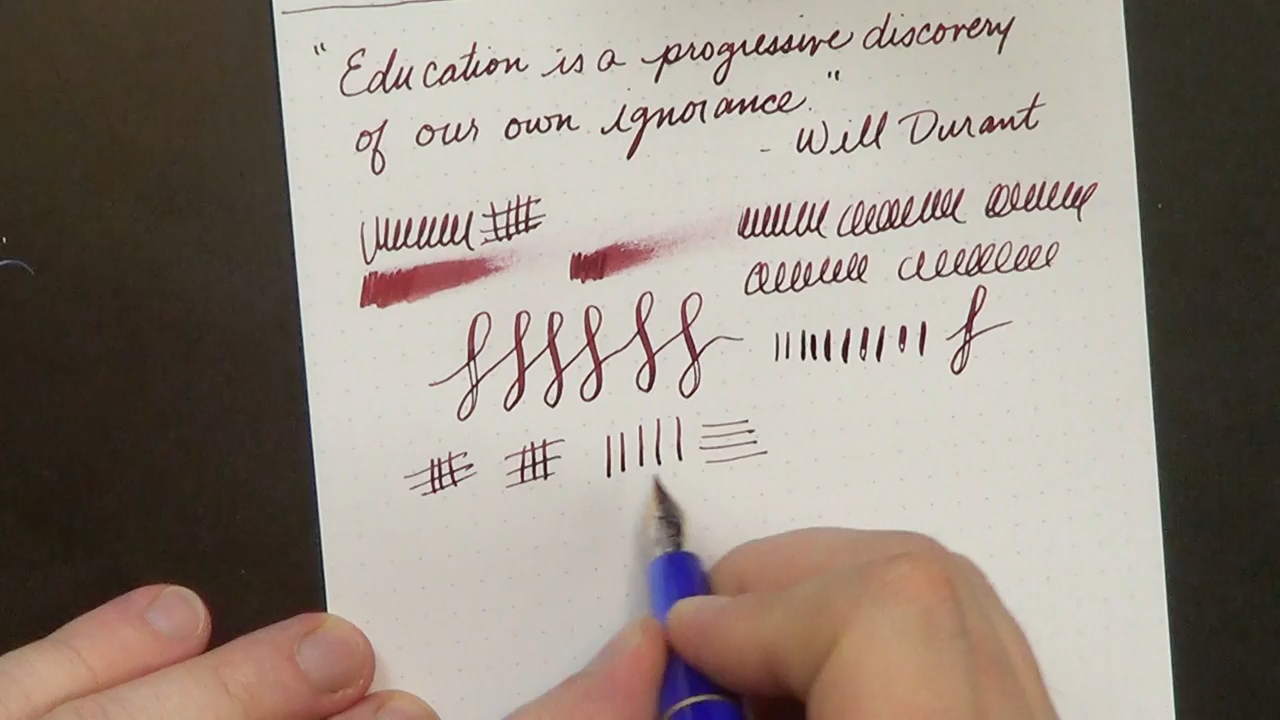 "Education is a progressive discovery
of our own ignorance."
- Will Durant